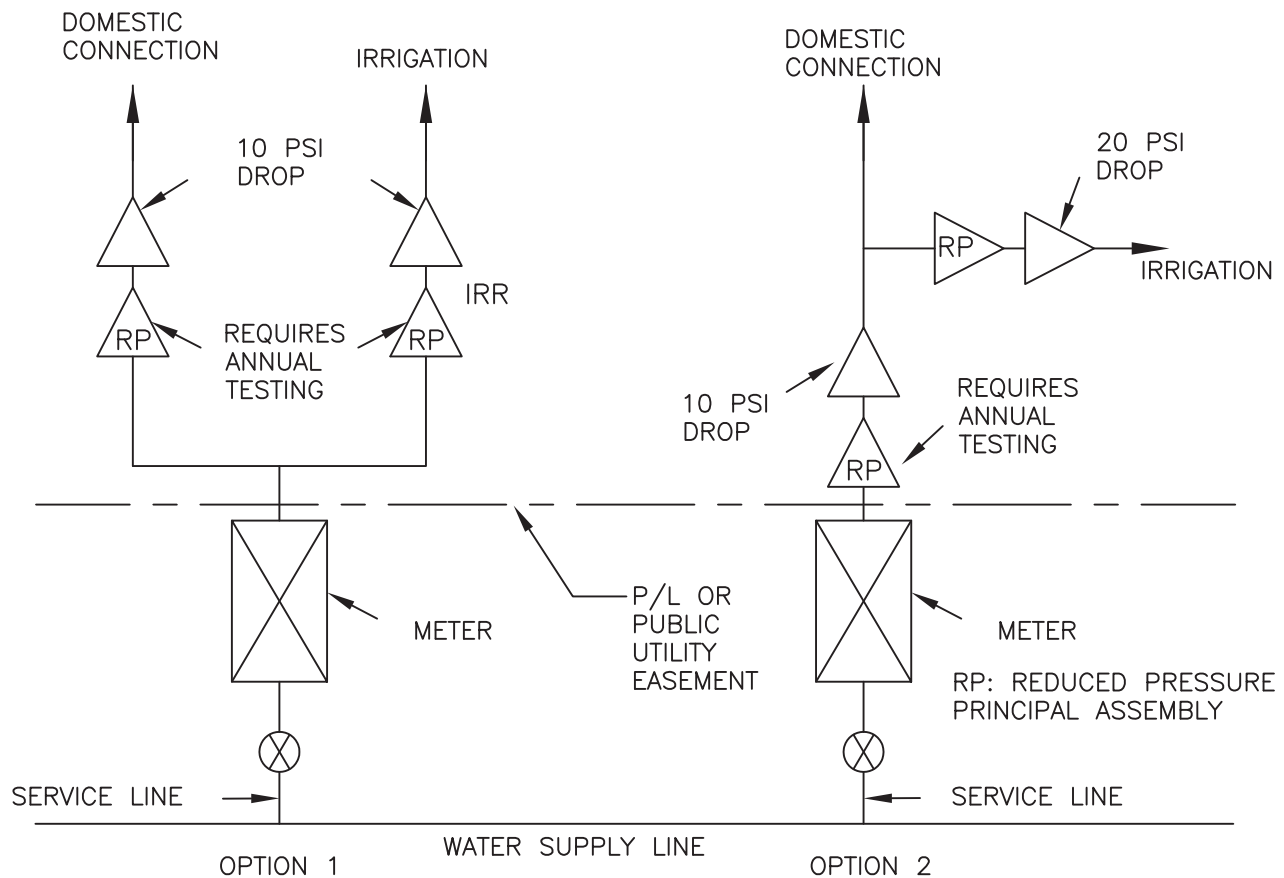 DOMESTIC
CONNECTION
IRRIGATION
10 PSI
DROP
IRR
RP
RP
REQUIRES
ANNUAL
TESTING
METER
SERVICE LINE
OPTION 1
P/L OR
PUBLIC
UTILITY
EASEMENT
WATER SUPPLY LINE
DOMESTIC
CONNECTION
20 PSI
DROP
RP
IRRIGATION
10 PSI
DROP
REQUIRES
ANNUAL
TESTING
RP
METER
RP: REDUCED PRESSURE
PRINCIPAL ASSEMBLY
SERVICE LINE
OPTION 2